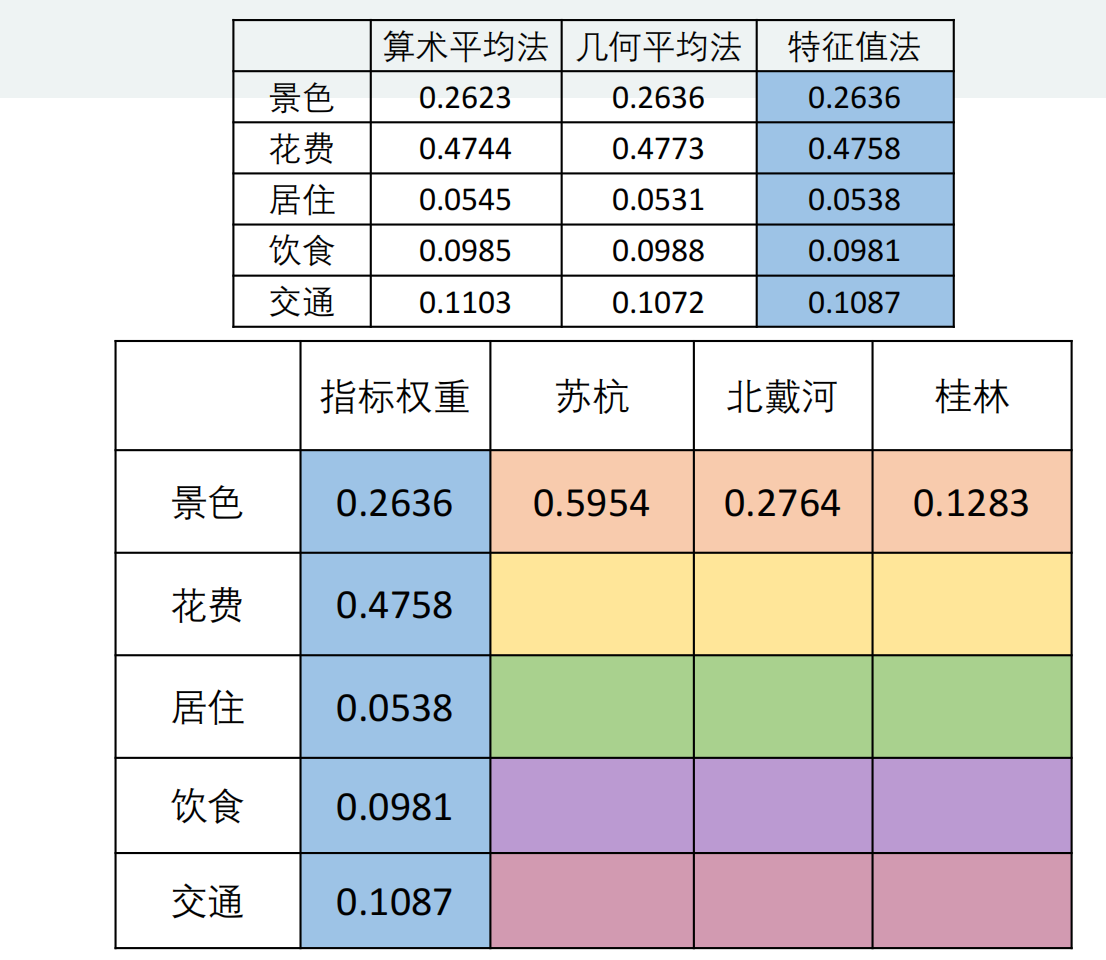 算术平均法 几何平均法 特征值法
景色 0.2623 0.2636 0.2636
花费 0.4744 0.4773 0.4758
居住 0.0545 0.0531 0.0538
饮食 0.0985 0.0988 0.0981
交通 0.1103 0.1072 0.1087
指标权重 苏杭 北戴河 桂林
景色 0.2636 0.5954 0.2764 0.1283
花费 0.4758
居住 0.0538
饮食 0.0981
交通 0.1087